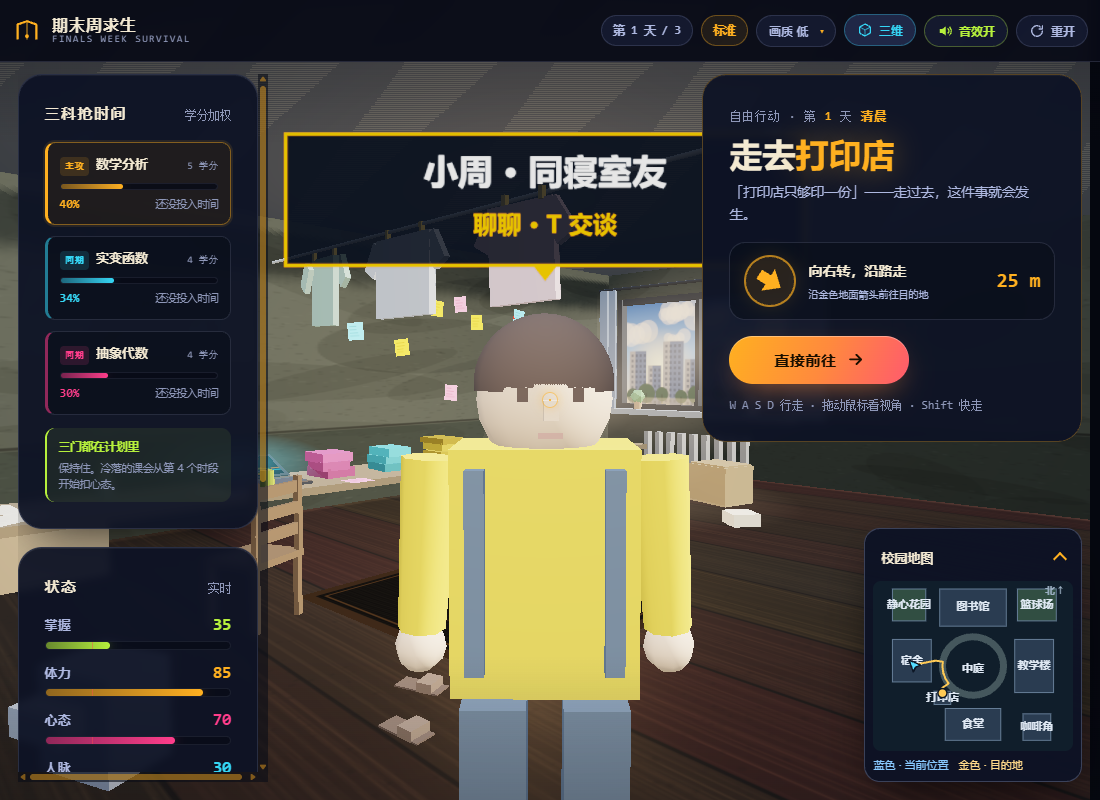 期末周求生
FINALS WEEK SURVIVAL
第 1 天 / 3
标准
画质 低
三维
音效开
重开
三科抢时间
学分加权
主攻 数学分析 5 学分
40% 还没投入时间
同期 实变函数 4 学分
34% 还没投入时间
同期 抽象代数 4 学分
30% 还没投入时间
三门都在计划里
保持住。冷落的课会从第 4 个时段
开始扣心态。
状态 实时
掌握 35
体力 85
心态 70
人脉 30
小周 · 同寝室友
聊聊 · T 交谈
自由行动 · 第 1 天 清晨
走去打印店
「打印店只够印一份」——走过去，这件事就会发
生。
向右转，沿路走
沿金色地面箭头前往目的地
25 m
直接前往 →
W A S D 行走 · 拖动鼠标看视角 · Shift 快走
校园地图
北↑
静心花园 图书馆 篮球场
宿舍 中庭 教学楼
打印店
食堂 咖啡角
蓝色 · 当前位置 金色 · 目的地